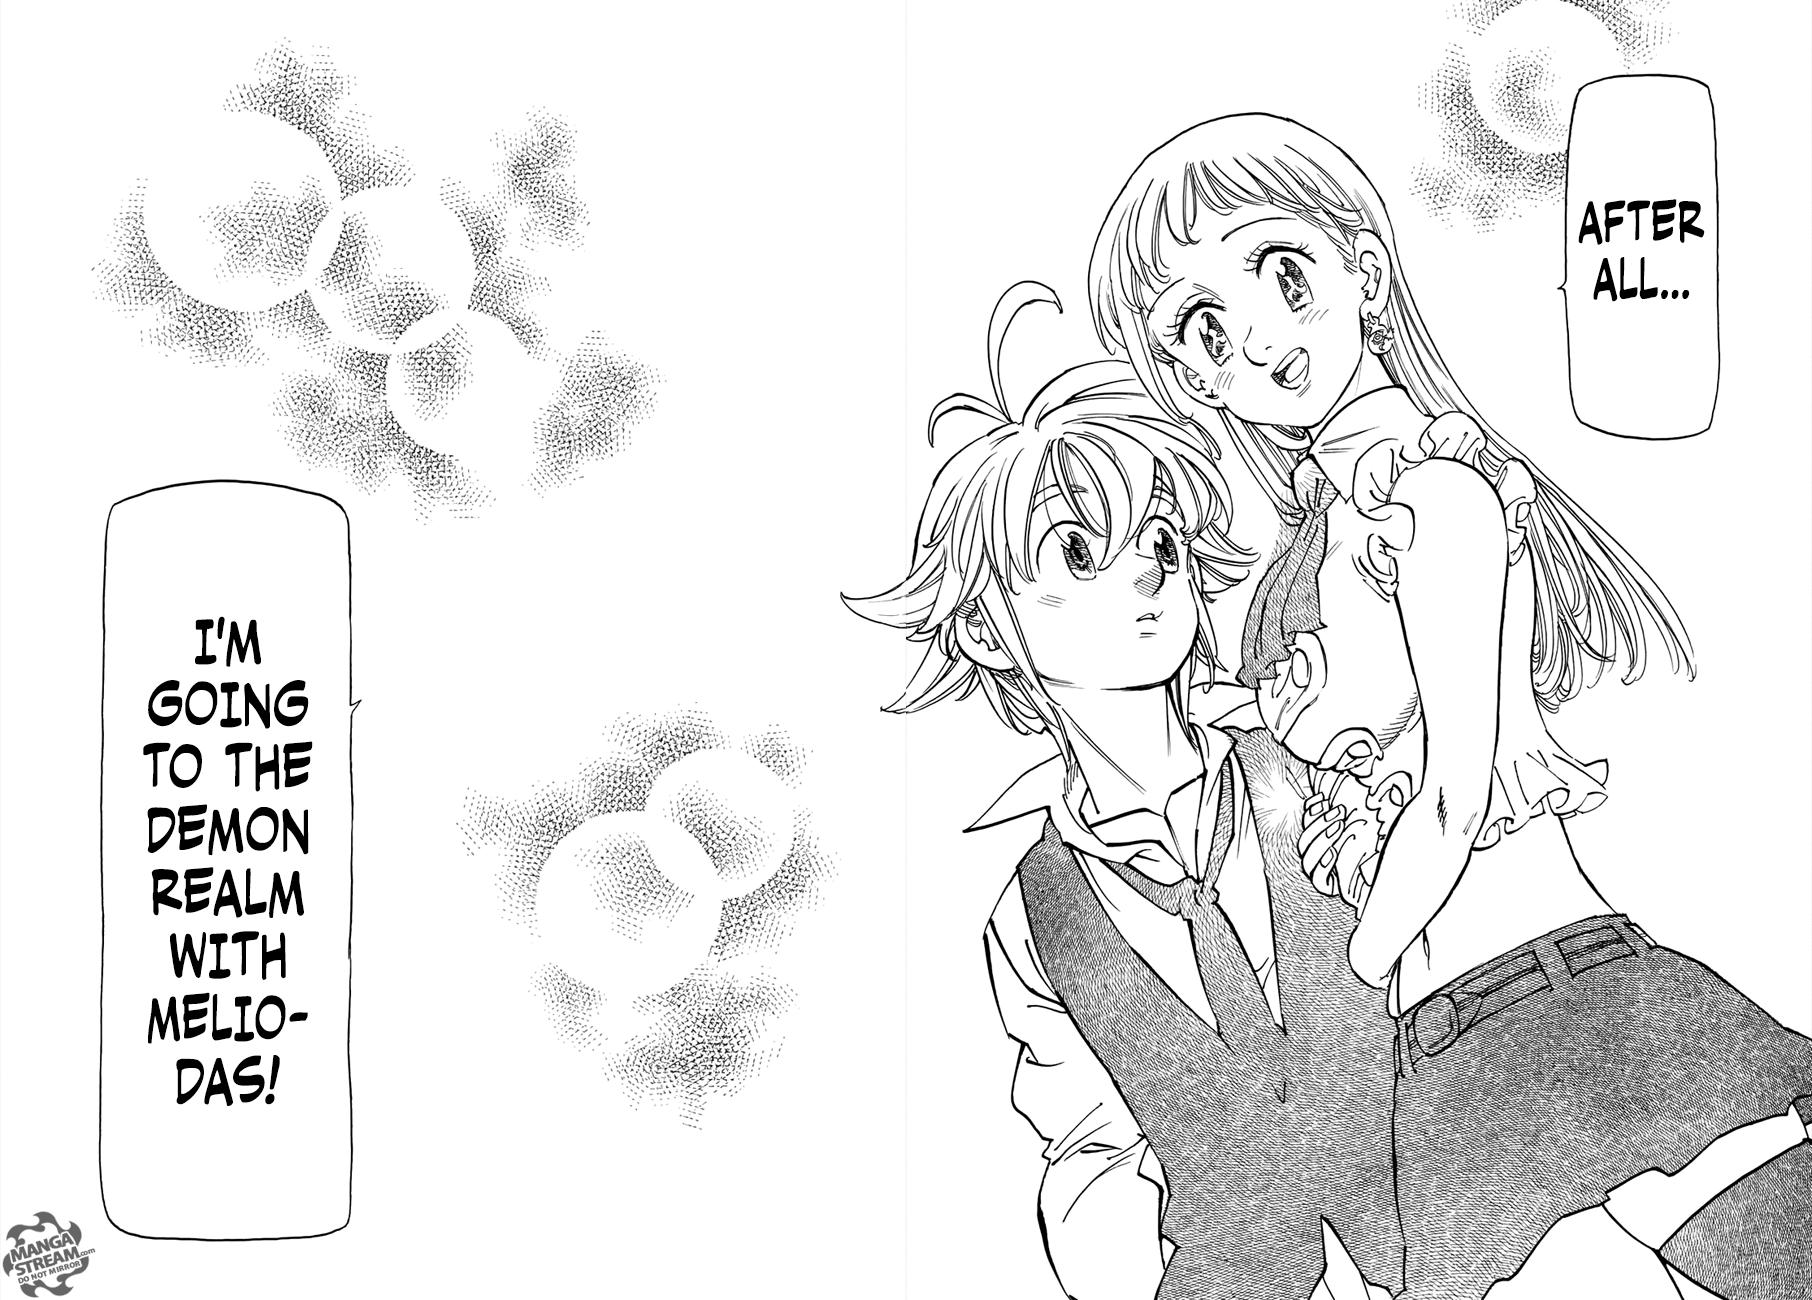 AFTER
ALL...
I'M
GOING
TO THE
DEMON
REALM
WITH
MELIO-
DAS!
MANGA
STREAM.com
DO NOT MIRROR